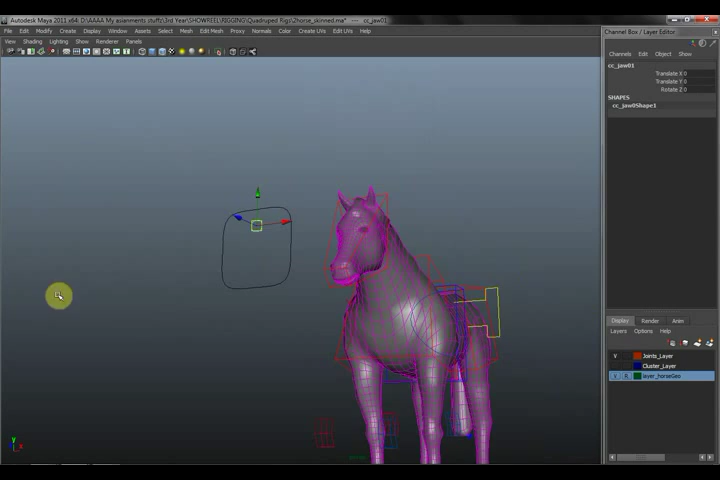 Autodesk Maya 2011 x64: D:\AAAA My asianments stuffz\3rd Year\SHOWREEL\RIGGING\Quadruped Rigs\2horse_skinned.ma* --- cc_jaw01
File Edit Modify Create Display Window Assets Select Mesh Edit Mesh Proxy Normals Color Create UVs Edit UVs Help
View Shading Lighting Show Renderer Panels
Channel Box / Layer Editor
Channels Edit Object Show
cc_jaw01
Translate X 0
Translate Y 0
Rotate Z 0
SHAPES
cc_jaw0Shape1
Display Render Anim
Layers Options Help
V Joints_Layer
Cluster_Layer
V R layer_horseGeo
y
x